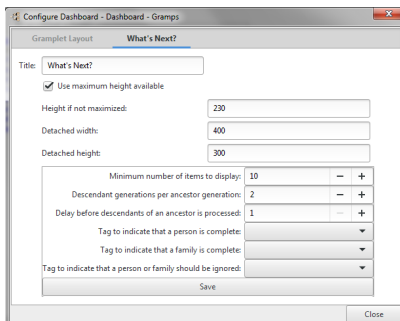 Configure Dashboard - Dashboard - Gramps
Gramplet Layout What's Next?
Title: What's Next?
Use maximum height available
Height if not maximized: 230
Detached width: 400
Detached height: 300
Minimum number of items to display: 10
Descendant generations per ancestor generation: 2
Delay before descendants of an ancestor is processed: 1
Tag to indicate that a person is complete:
Tag to indicate that a family is complete:
Tag to indicate that a person or family should be ignored:
Save
Close